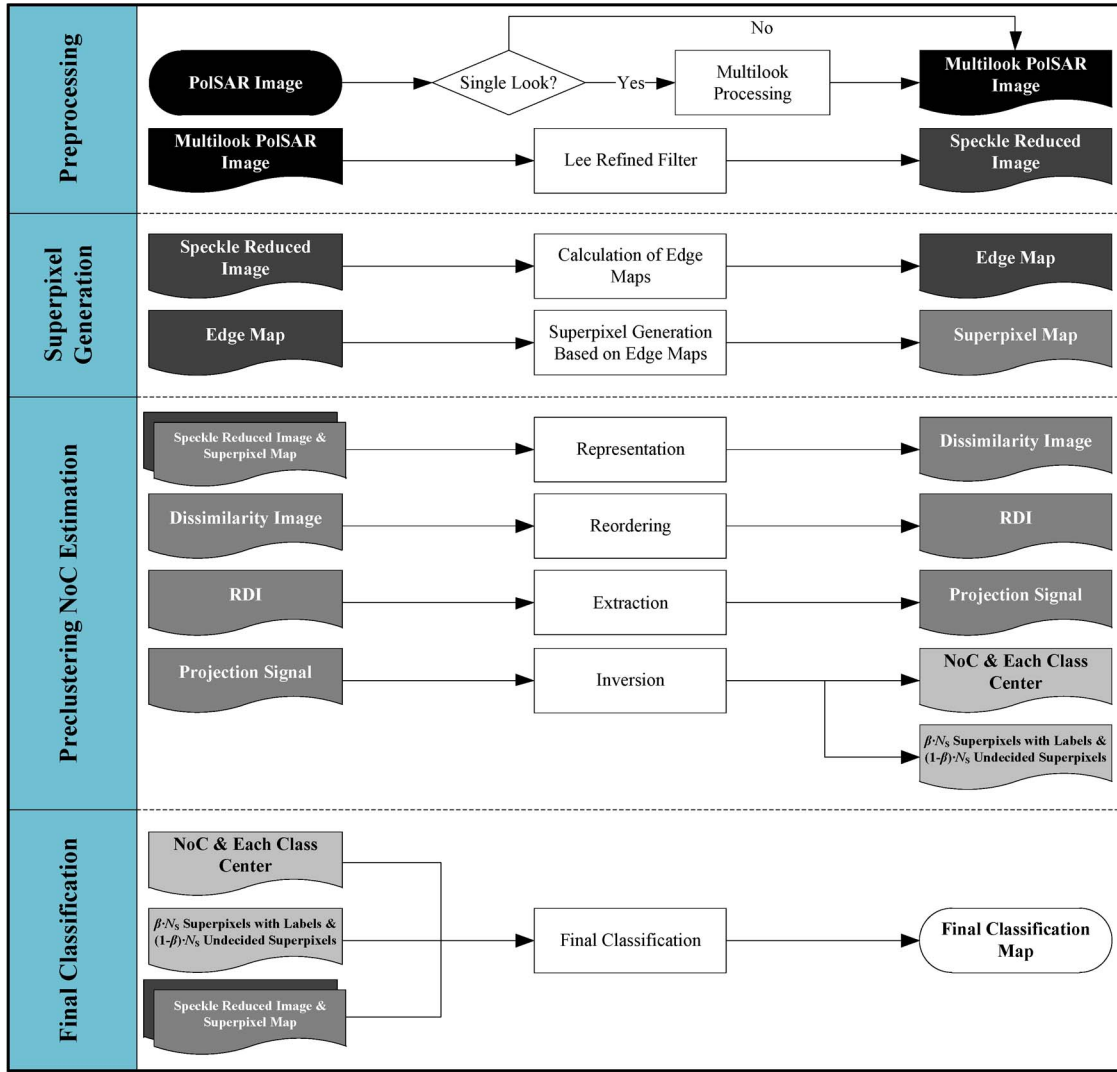 Preprocessing
No
PolSAR Image
Single Look?
Yes
Multilook
Processing
Multilook PolSAR
Image
Multilook PolSAR
Image
Lee Refined Filter
Speckle Reduced
Image
Superpixel
Generation
Speckle Reduced
Image
Calculation of Edge
Maps
Edge Map
Edge Map
Superpixel Generation
Based on Edge Maps
Superpixel Map
Preclustering NoC Estimation
Speckle Reduced Image &
Superpixel Map
Representation
Dissimilarity Image
Dissimilarity Image
Reordering
RDI
RDI
Extraction
Projection Signal
Projection Signal
Inversion
NoC & Each Class
Center
β·Ns Superpixels with Labels &
(1-β)·Ns Undecided Superpixels
Final Classification
NoC & Each Class
Center
β·Ns Superpixels with Labels &
(1-β)·Ns Undecided Superpixels
Speckle Reduced Image &
Superpixel Map
Final Classification
Final Classification
Map